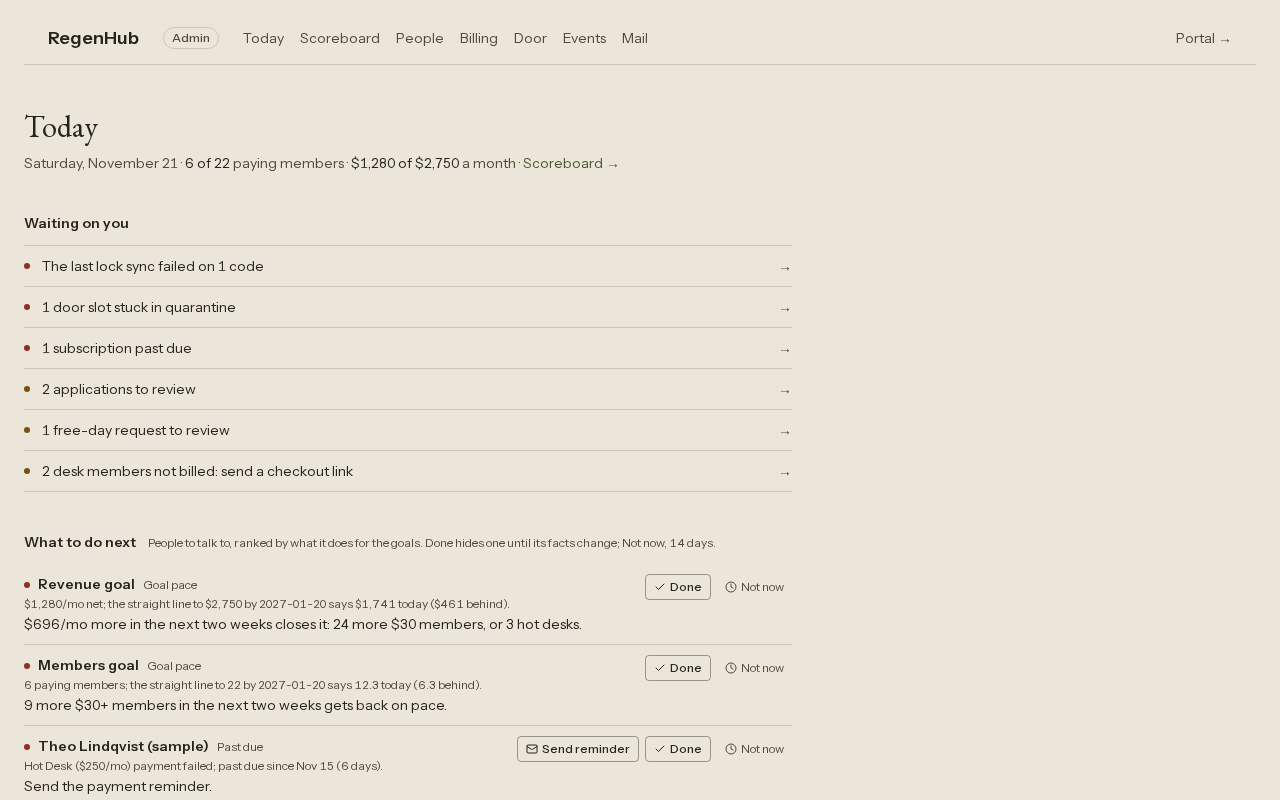 RegenHub Admin Today Scoreboard People Billing Door Events Mail Portal →
Today
Saturday, November 21 · 6 of 22 paying members · $1,280 of $2,750 a month · Scoreboard →
Waiting on you
The last lock sync failed on 1 code →
1 door slot stuck in quarantine →
1 subscription past due →
2 applications to review →
1 free-day request to review →
2 desk members not billed: send a checkout link →
What to do next People to talk to, ranked by what it does for the goals. Done hides one until its facts change; Not now, 14 days.
Revenue goal Goal pace Done Not now
$1,280/mo net; the straight line to $2,750 by 2027-01-20 says $1,741 today ($461 behind).
$696/mo more in the next two weeks closes it: 24 more $30 members, or 3 hot desks.
Members goal Goal pace Done Not now
6 paying members; the straight line to 22 by 2027-01-20 says 12.3 today (6.3 behind).
9 more $30+ members in the next two weeks gets back on pace.
Theo Lindqvist (sample) Past due Send reminder Done Not now
Hot Desk ($250/mo) payment failed; past due since Nov 15 (6 days).
Send the payment reminder.